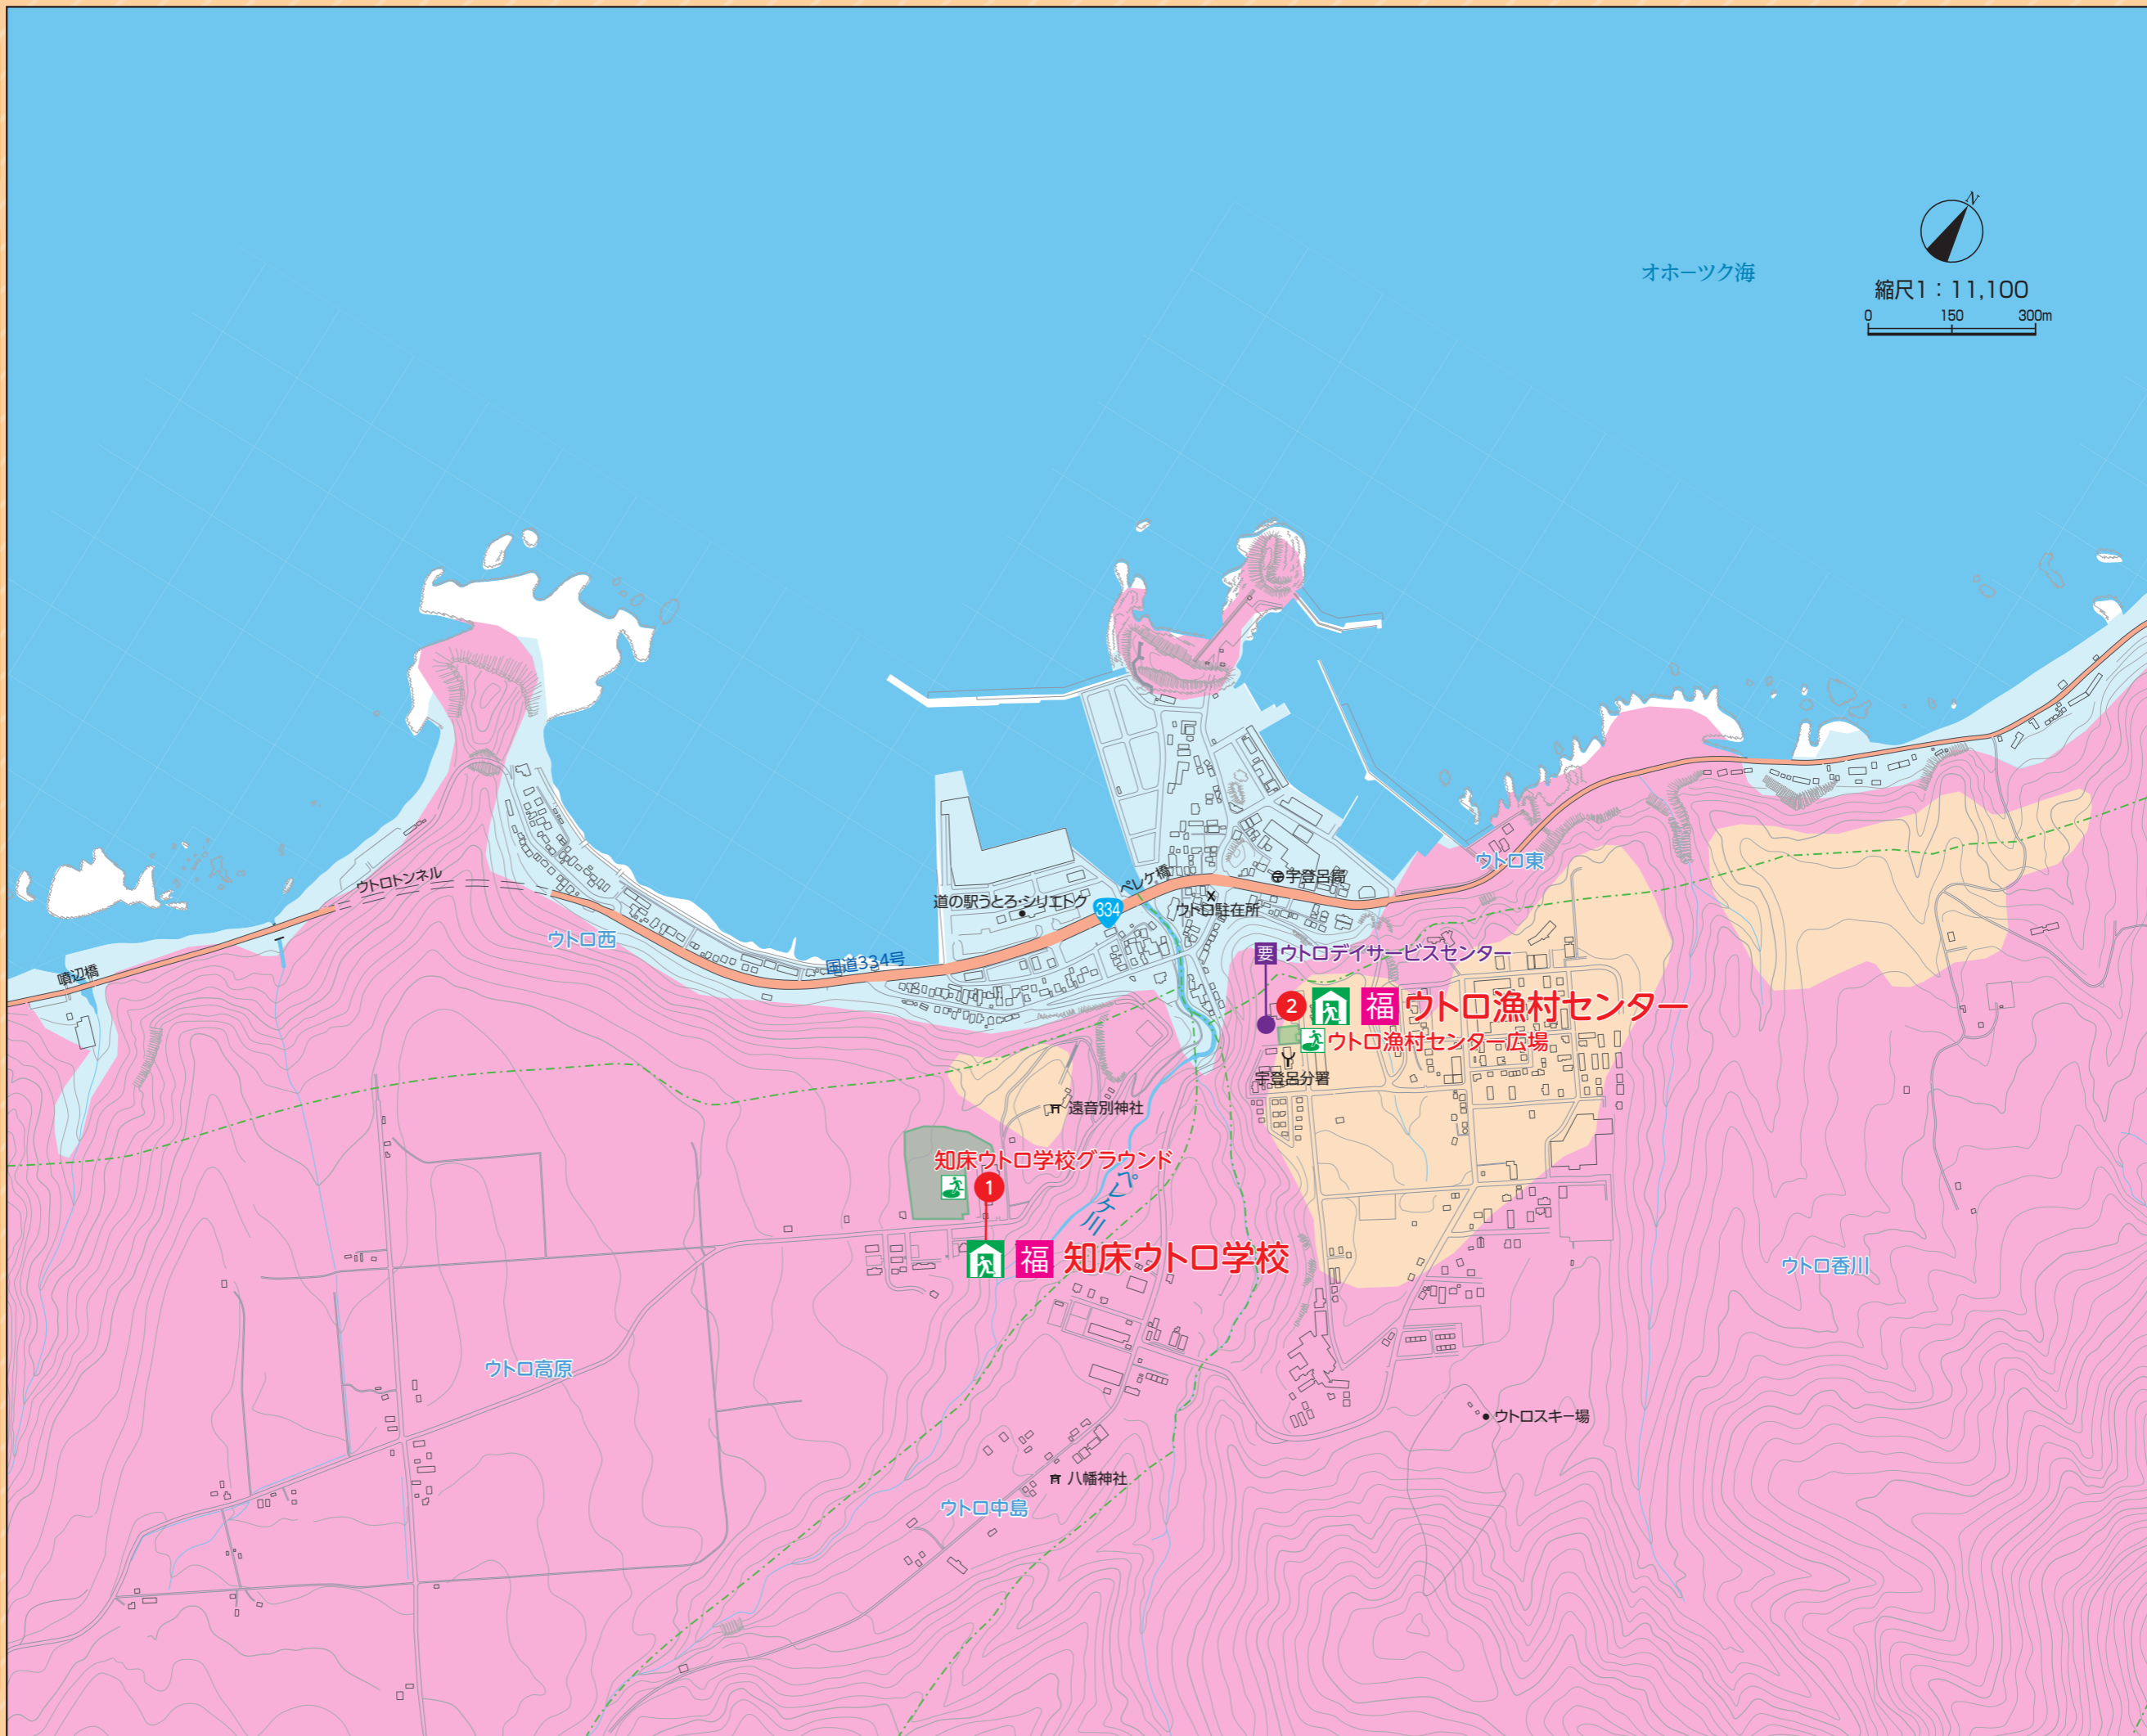 N
オホーツク海
縮尺1：11,100
0 150 300m
ウトロトンネル
道の駅うとろ・シリエトク
ペレケ橋
334
宇登呂局
ウトロ駐在所
ウトロ東
ウトロ西
国道334号
噴辺橋
要 ウトロデイサービスセンター
2 福 ウトロ漁村センター
ウトロ漁村センター広場
宇登呂分署
遠音別神社
知床ウトロ学校グラウンド
1
ペレケ川
福 知床ウトロ学校
ウトロ香川
ウトロ高原
ウトロスキー場
八幡神社
ウトロ中島